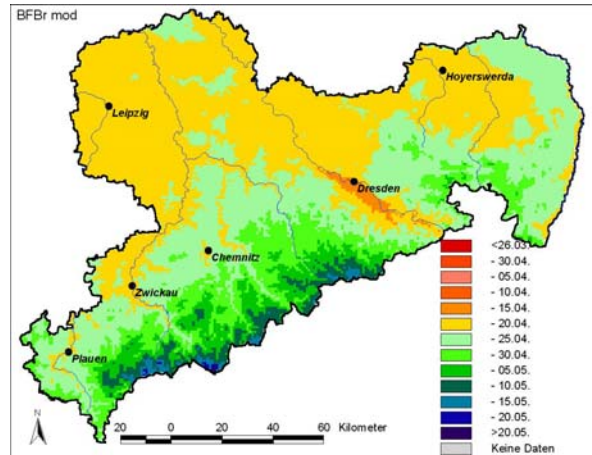 BFBr mod
Hoyerswerda
Leipzig
Dresden
Chemnitz
Zwickau
Plauen
<26.03.
- 30.04.
- 05.04.
- 10.04.
- 15.04.
- 20.04.
- 25.04.
- 30.04.
- 05.05.
- 10.05.
- 15.05.
- 20.05.
>20.05.
Keine Daten
N
20 0 20 40 60 Kilometer